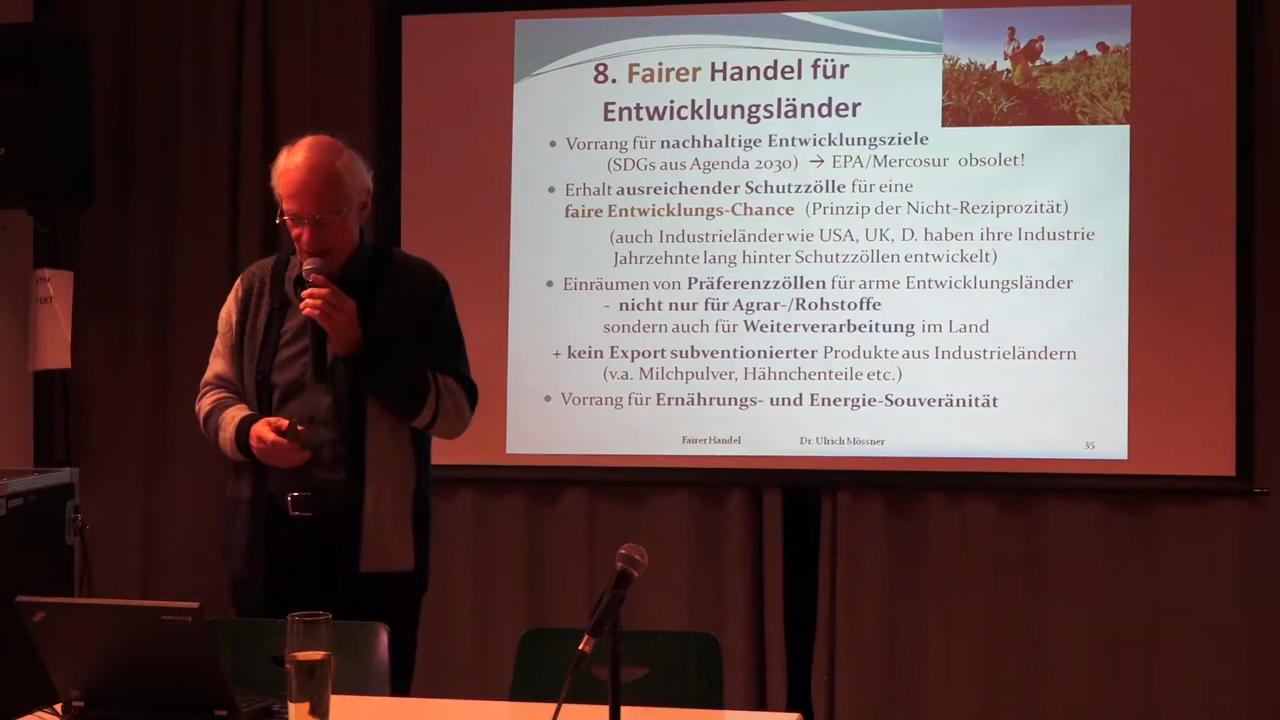 8. Fairer Handel für
Entwicklungsländer
• Vorrang für nachhaltige Entwicklungsziele
(SDGs aus Agenda 2030) → EPA/Mercosur obsolet!
• Erhalt ausreichender Schutzzölle für eine
faire Entwicklungs-Chance (Prinzip der Nicht-Reziprozität)
(auch Industrieländer wie USA, UK, D. haben ihre Industrie
Jahrzehnte lang hinter Schutzzöllen entwickelt)
• Einräumen von Präferenzzöllen für arme Entwicklungsländer
- nicht nur für Agrar-/Rohstoffe
sondern auch für Weiterverarbeitung im Land
+ kein Export subventionierter Produkte aus Industrieländern
(v.a. Milchpulver, Hähnchenteile etc.)
• Vorrang für Ernährungs- und Energie-Souveränität
Fairer Handel Dr. Ulrich Mössner 35